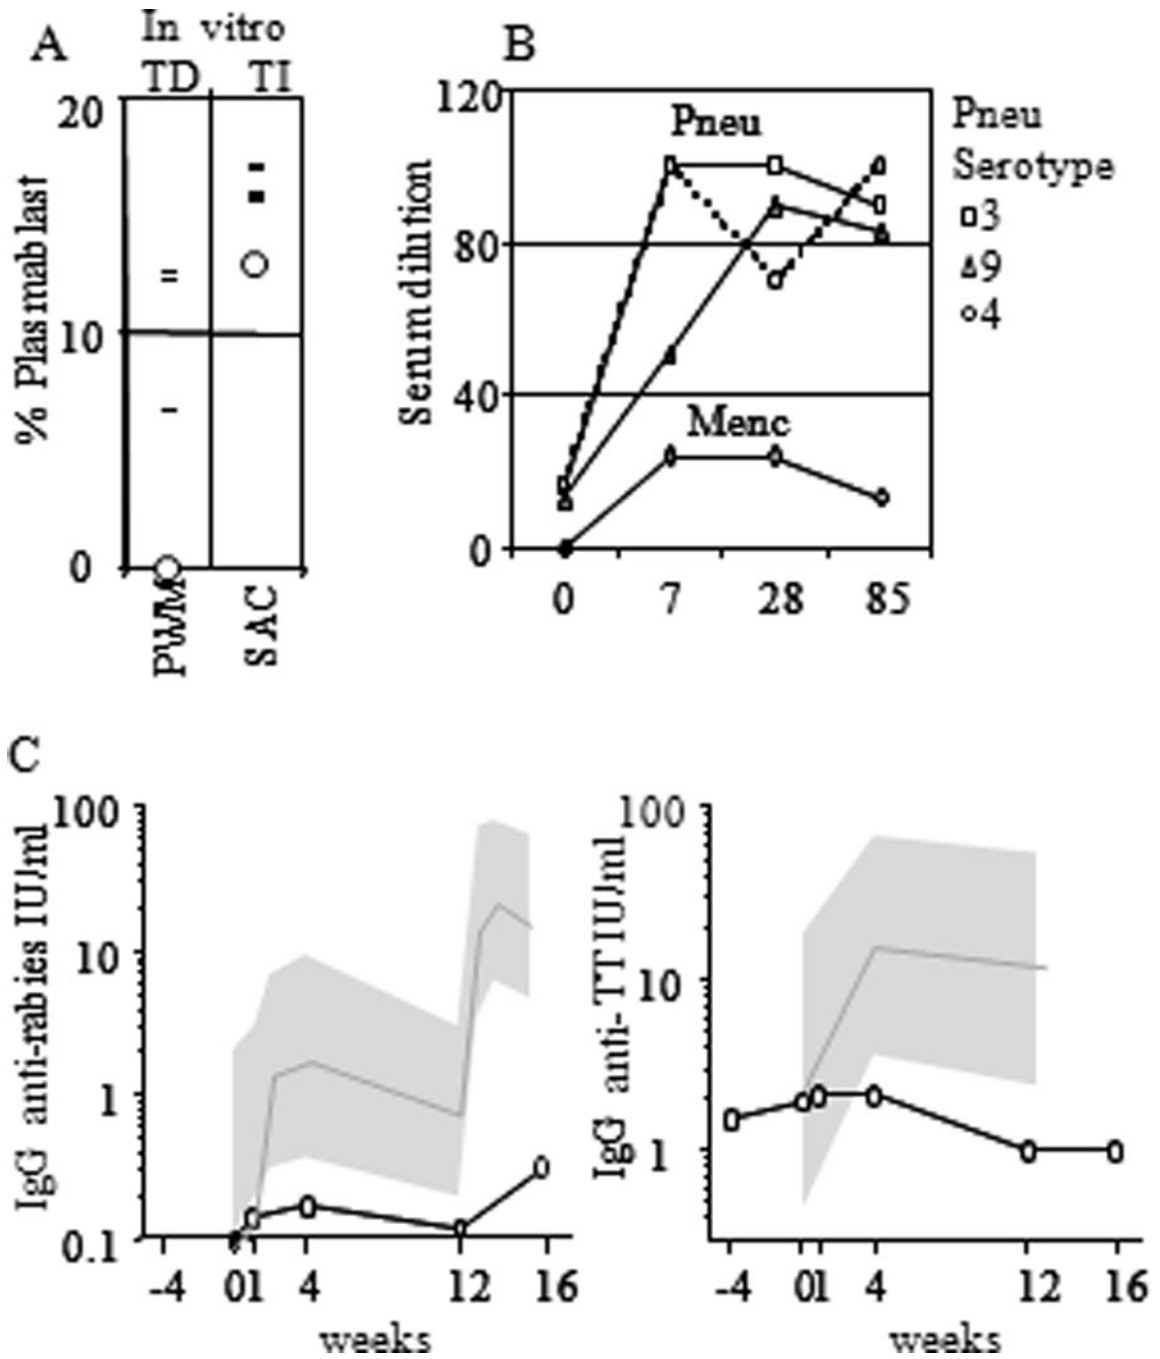 A
In vitro
TD TI
20
10
0
% Plasmablast
PWM
SAC
B
120
80
40
0
Serum dilution
Pneu
Menc
0 7 28 85
Pneu
Serotype
3
9
4
C
100
10
1
0.1
IgG anti-rabies IU/ml
-4 0 1 4 12 16
weeks
100
10
1
IgG anti-TT IU/ml
-4 0 1 4 12 16
weeks